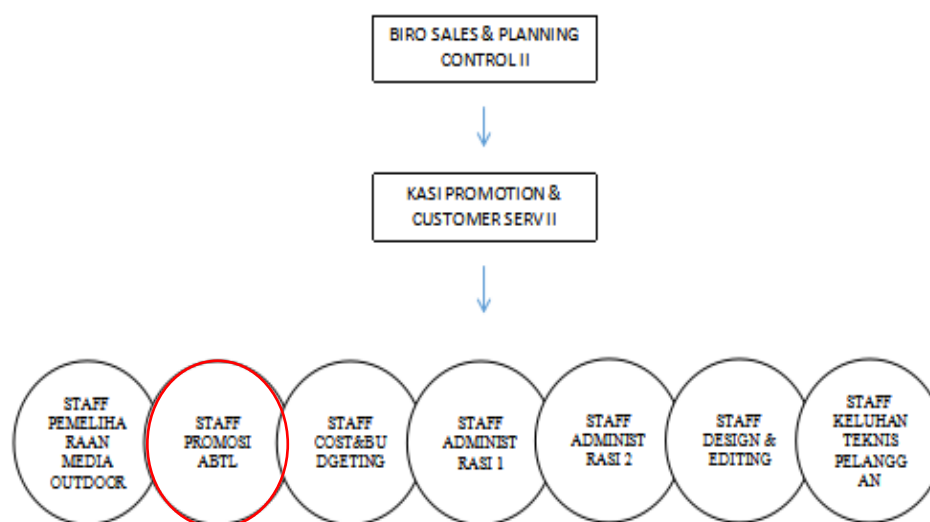 BIRO SALES & PLANNING
CONTROL II
KASI PROMOTION &
CUSTOMER SERV II
STAFF
PEMELIHA
RAAN
MEDIA
OUTDOOR
STAFF
PROMOSI
ABTL
STAFF
COST&BU
DGETING
STAFF
ADMINIST
RASI 1
STAFF
ADMINIST
RASI 2
STAFF
DESIGN &
EDITING
STAFF
KELUHAN
TEKNIS
PELANGG
AN